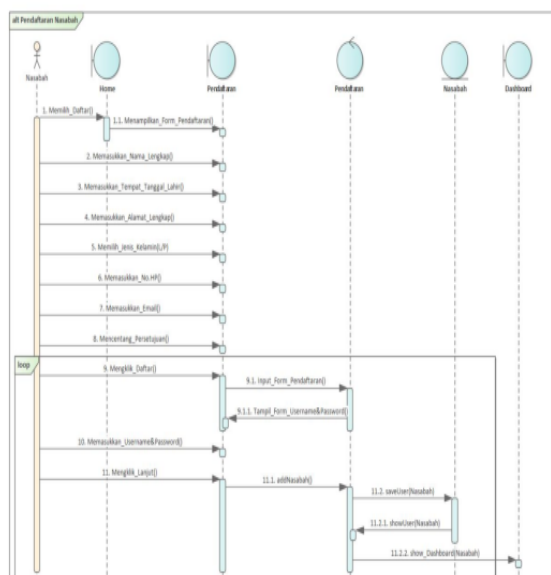 alt Pendaftaran Nasabah
Nasabah
Home
Pendaftaran
Pendaftaran
Nasabah
Dashboard
1. Memilih_Daftar()
1.1. Menampilkan_Form_Pendaftaran()
2. Memasukkan_Nama_Lengkap()
3. Memasukkan_Tempat_Tanggal_Lahir()
4. Memasukkan_Alamat_Lengkap()
5. Memilih_Jenis_Kelamin(L/P)
6. Memasukkan_No.HP()
7. Memasukkan_Email()
8. Mencentang_Persetujuan()
loop
9. Mengklik_Daftar()
9.1. Input_Form_Pendaftaran()
9.1.1. Tampil_Form_Username&Password()
10. Memasukkan_Username&Password()
11. Mengklik_Lanjut()
11.1. addNasabah()
11.2. saveUser(Nasabah)
11.2.1. showUser(Nasabah)
11.2.2. show_Dashboard(Nasabah)